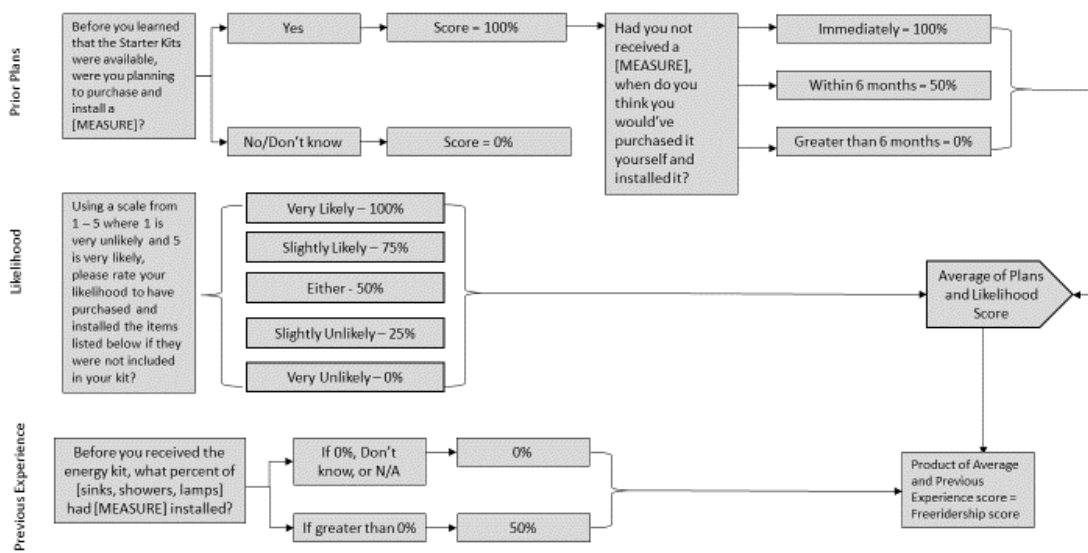 Prior Plans
Before you learned
that the Starter Kits
were available,
were you planning
to purchase and
install a
[MEASURE]?
Yes
Score = 100%
No/Don't know
Score = 0%
Had you not
received a
[MEASURE],
when do you
think you
would've
purchased it
yourself and
installed it?
Immediately = 100%
Within 6 months = 50%
Greater than 6 months = 0%
Likelihood
Using a scale from
1 – 5 where 1 is
very unlikely and 5
is very likely,
please rate your
likelihood to have
purchased and
installed the items
listed below if they
were not included
in your kit?
Very Likely – 100%
Slightly Likely – 75%
Either - 50%
Slightly Unlikely – 25%
Very Unlikely – 0%
Average of Plans
and Likelihood
Score
Previous Experience
Before you received the
energy kit, what percent of
[sinks, showers, lamps]
had [MEASURE] installed?
If 0%, Don't
know, or N/A
0%
If greater than 0%
50%
Product of Average
and Previous
Experience score =
Freeridership score